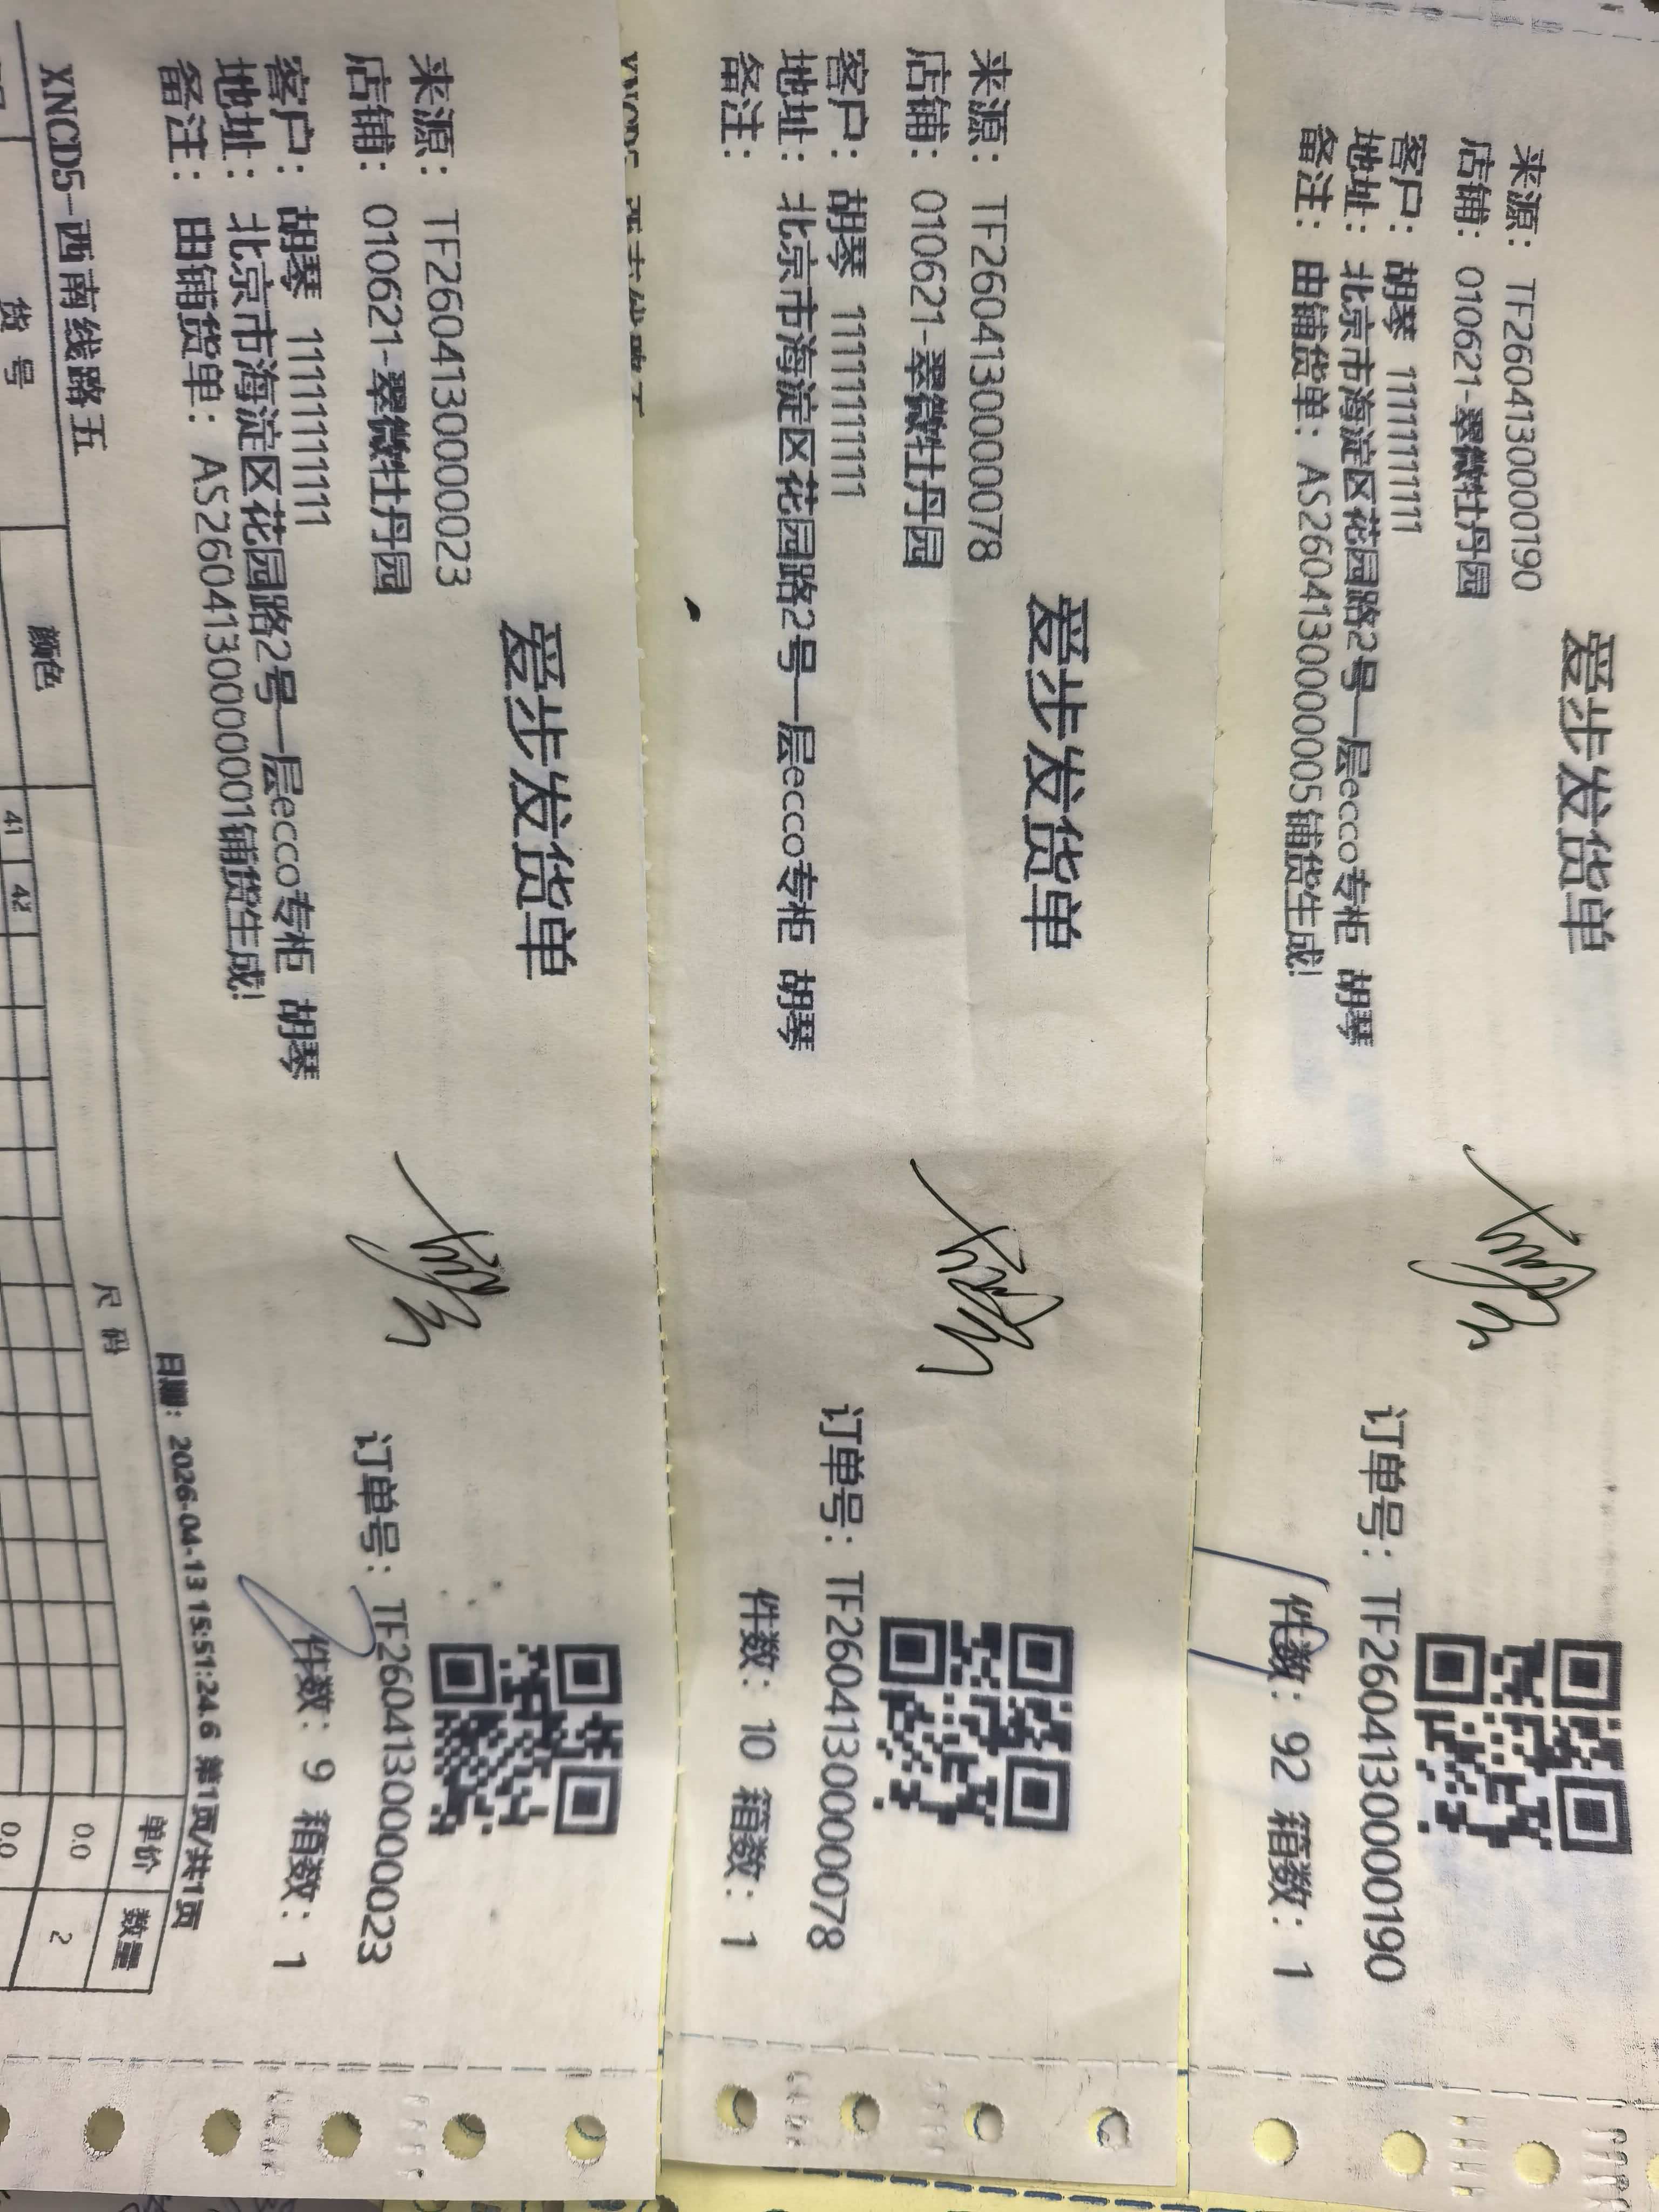 爱步发货单
来源：TF26041300000190
店铺：010621-翠微牡丹园
客户：胡琴 11111111111
地址：北京市海淀区花园路2号一层ecco专柜 胡琴
备注：由铺货单：AS2604130000005铺货生成!
订单号：TF26041300000190
件数：92 箱数：1
爱步发货单
来源：TF26041300000078
店铺：010621-翠微牡丹园
客户：胡琴 11111111111
地址：北京市海淀区花园路2号一层ecco专柜 胡琴
备注：
订单号：TF26041300000078
件数：10 箱数：1
爱步发货单
来源：TF26041300000023
店铺：010621-翠微牡丹园
客户：胡琴 11111111111
地址：北京市海淀区花园路2号一层ecco专柜 胡琴
备注：由铺货单：AS2604130000001铺货生成!
订单号：TF26041300000023
件数：9 箱数：1
XNCD5-西南线路五
日期：2026-04-13 15:51:24.6 第1页/共1页
货号 颜色 尺码 单价 数量
41 42
0.0 2
0.0